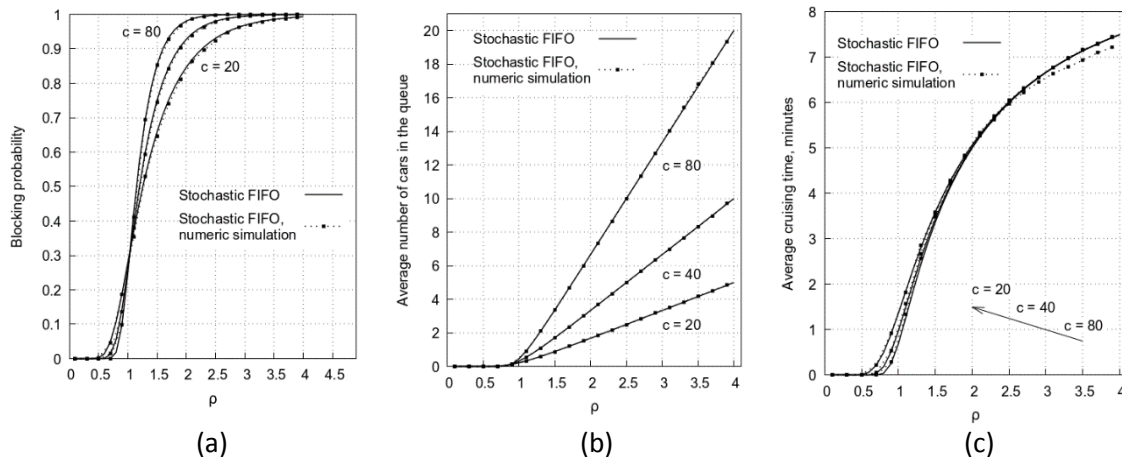 Blocking probability
1
0.9
0.8
0.7
0.6
0.5
0.4
0.3
0.2
0.1
0
c = 80
c = 20
Stochastic FIFO
Stochastic FIFO,
numeric simulation
0 0.5 1 1.5 2 2.5 3 3.5 4 4.5
ρ
(a)
Average number of cars in the queue
22
20
18
16
14
12
10
8
6
4
2
0
Stochastic FIFO
Stochastic FIFO,
numeric simulation
c = 80
c = 40
c = 20
0 0.5 1 1.5 2 2.5 3 3.5 4
ρ
(b)
Average cruising time, minutes
8
7
6
5
4
3
2
1
0
Stochastic FIFO
Stochastic FIFO,
numeric simulation
c = 20
c = 40
c = 80
0 0.5 1 1.5 2 2.5 3 3.5 4
ρ
(c)